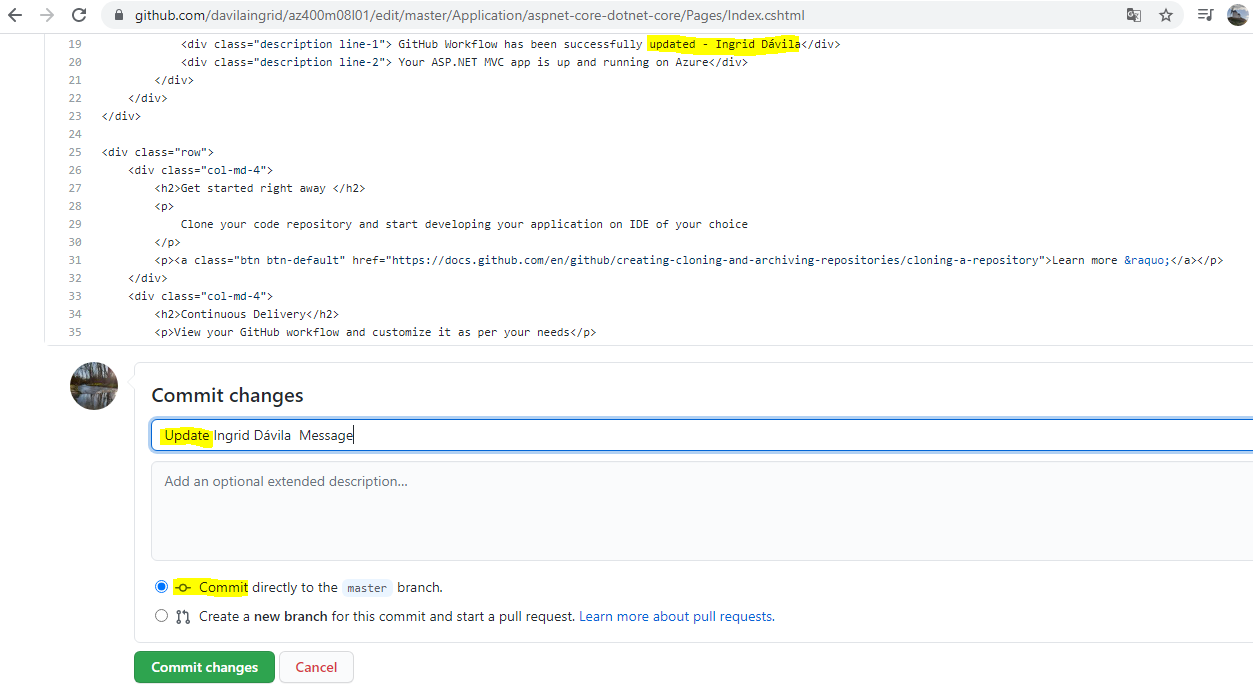 github.com/davilaingrid/az400m08l01/edit/master/Application/aspnet-core-dotnet-core/Pages/Index.cshtml
19 <div class="description line-1"> GitHub Workflow has been successfully updated - Ingrid Dávila</div>
20 <div class="description line-2"> Your ASP.NET MVC app is up and running on Azure</div>
21 </div>
22 </div>
23 </div>
24
25 <div class="row">
26 <div class="col-md-4">
27 <h2>Get started right away </h2>
28 <p>
29 Clone your code repository and start developing your application on IDE of your choice
30 </p>
31 <p><a class="btn btn-default" href="https://docs.github.com/en/github/creating-cloning-and-archiving-repositories/cloning-a-repository">Learn more &raquo;</a></p>
32 </div>
33 <div class="col-md-4">
34 <h2>Continuous Delivery</h2>
35 <p>View your GitHub workflow and customize it as per your needs</p>
Commit changes
Update Ingrid Dávila  Message
Add an optional extended description...
Commit directly to the master branch.
Create a new branch for this commit and start a pull request. Learn more about pull requests.
Commit changes Cancel